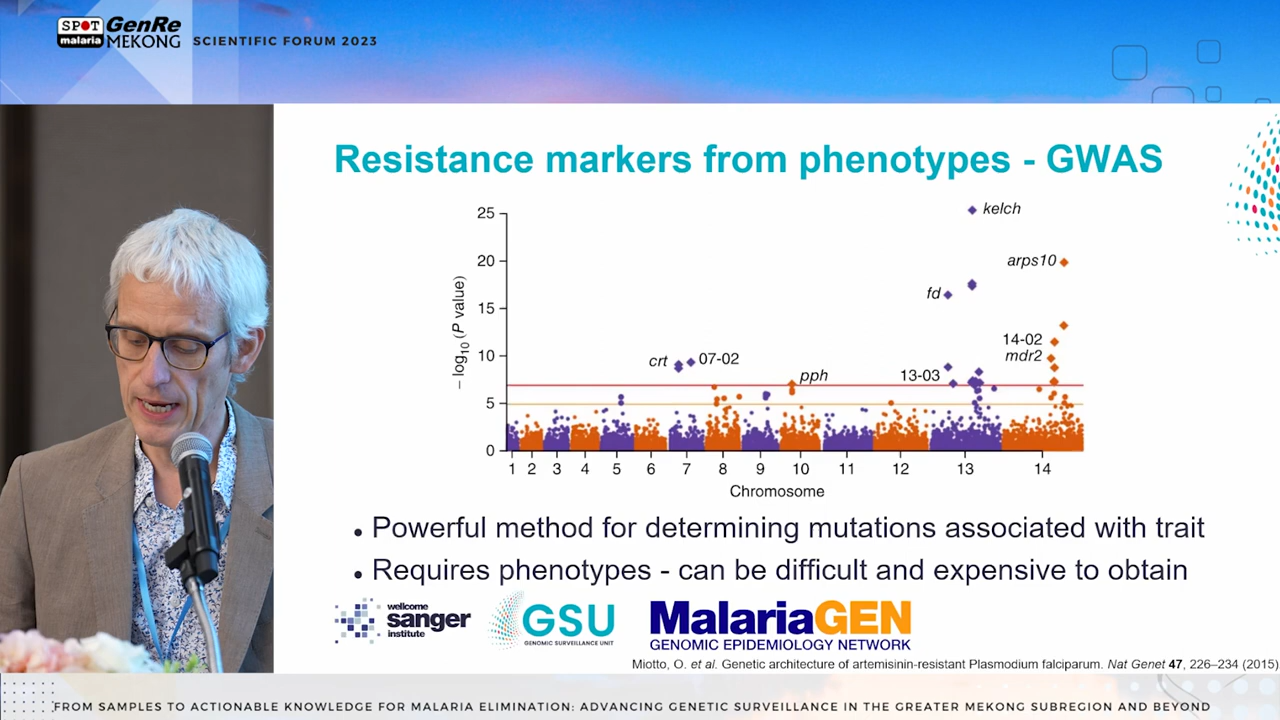 SPOT malaria GenRe MEKONG SCIENTIFIC FORUM 2023
Resistance markers from phenotypes - GWAS
– log10 (P value)
25
20
15
10
5
0
kelch
arps10
fd
14-02
mdr2
crt
07-02
pph
13-03
1 2 3 4 5 6 7 8 9 10 11 12 13 14
Chromosome
• Powerful method for determining mutations associated with trait
• Requires phenotypes - can be difficult and expensive to obtain
wellcome
sanger
institute
GSU
GENOMIC SURVEILLANCE UNIT
MalariaGEN
GENOMIC EPIDEMIOLOGY NETWORK
Miotto, O. et al. Genetic architecture of artemisinin-resistant Plasmodium falciparum. Nat Genet 47, 226–234 (2015)
FROM SAMPLES TO ACTIONABLE KNOWLEDGE FOR MALARIA ELIMINATION: ADVANCING GENETIC SURVEILLANCE IN THE GREATER MEKONG SUBREGION AND BEYOND